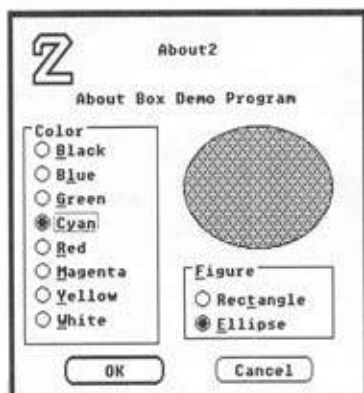 Z
About2
About Box Demo Program
Color
Black
Blue
Green
Cyan
Red
Magenta
Yellow
White
Figure
Rectangle
Ellipse
OK
Cancel